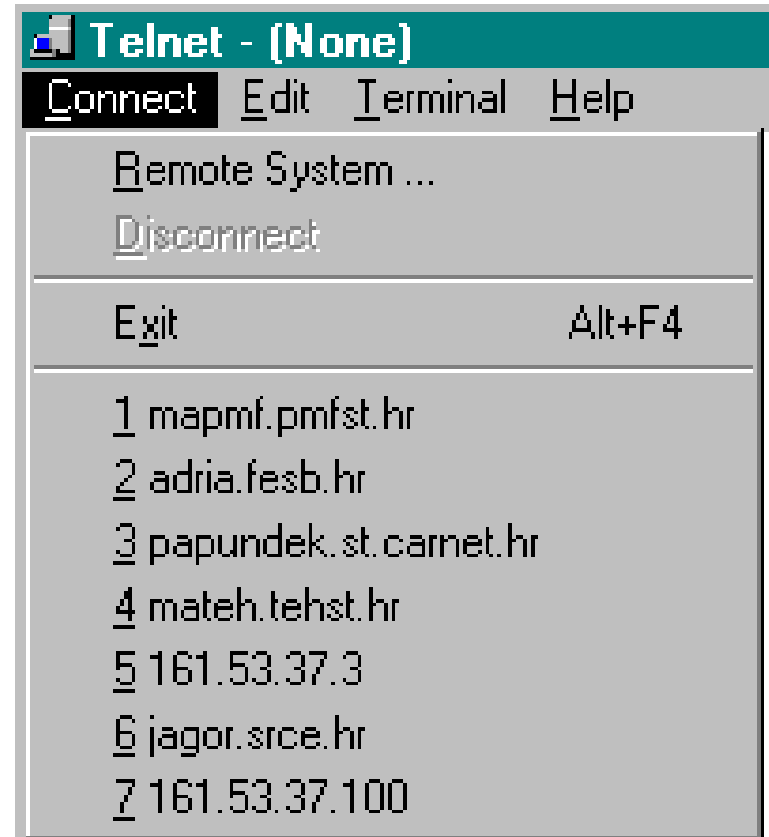 Telnet - (None)
Connect Edit Terminal Help
Remote System ...
Disconnect
Exit Alt+F4
1 mapmf.pmfst.hr
2 adria.fesb.hr
3 papundek.st.carnet.hr
4 mateh.tehst.hr
5 161.53.37.3
6 jagor.srce.hr
7 161.53.37.100